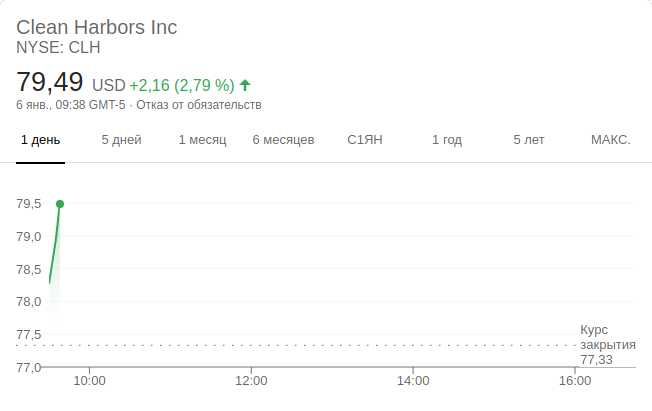 Clean Harbors Inc
NYSE: CLH
79,49 USD +2,16 (2,79 %)
6 янв., 09:38 GMT-5 · Отказ от обязательств
1 день 5 дней 1 месяц 6 месяцев С1ЯН 1 год 5 лет МАКС.
79,5
79,0
78,5
78,0
77,5
77,0
Курс
закрытия
77,33
10:00 12:00 14:00 16:00